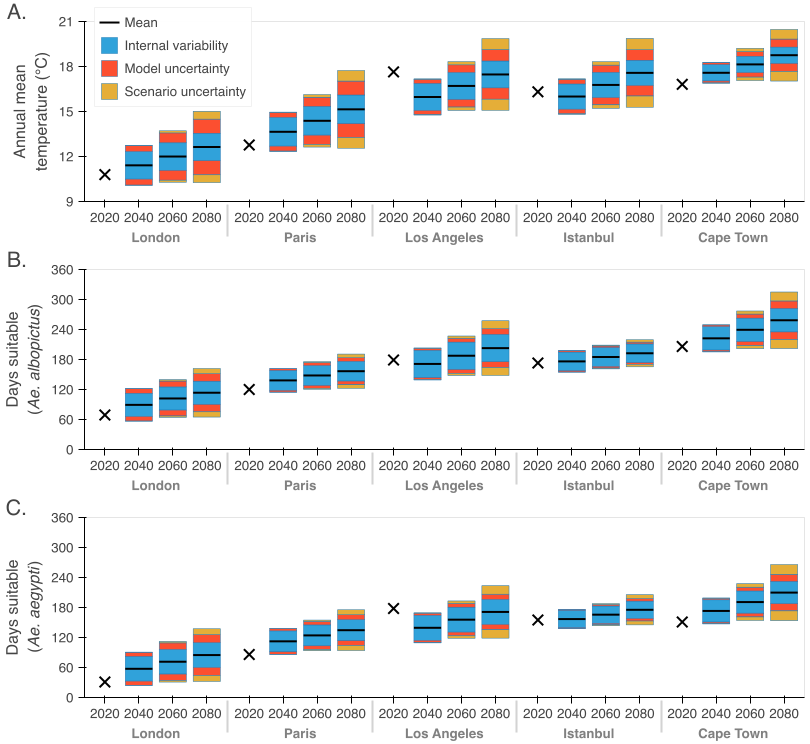 A.
Mean
Internal variability
Model uncertainty
Scenario uncertainty
Annual mean
temperature (°C)
21
18
15
12
9
2020 2040 2060 2080 2020 2040 2060 2080 2020 2040 2060 2080 2020 2040 2060 2080 2020 2040 2060 2080
London Paris Los Angeles Istanbul Cape Town
B.
Days suitable
(Ae. albopictus)
360
300
240
180
120
60
0
2020 2040 2060 2080 2020 2040 2060 2080 2020 2040 2060 2080 2020 2040 2060 2080 2020 2040 2060 2080
London Paris Los Angeles Istanbul Cape Town
C.
Days suitable
(Ae. aegypti)
360
300
240
180
120
60
0
2020 2040 2060 2080 2020 2040 2060 2080 2020 2040 2060 2080 2020 2040 2060 2080 2020 2040 2060 2080
London Paris Los Angeles Istanbul Cape Town